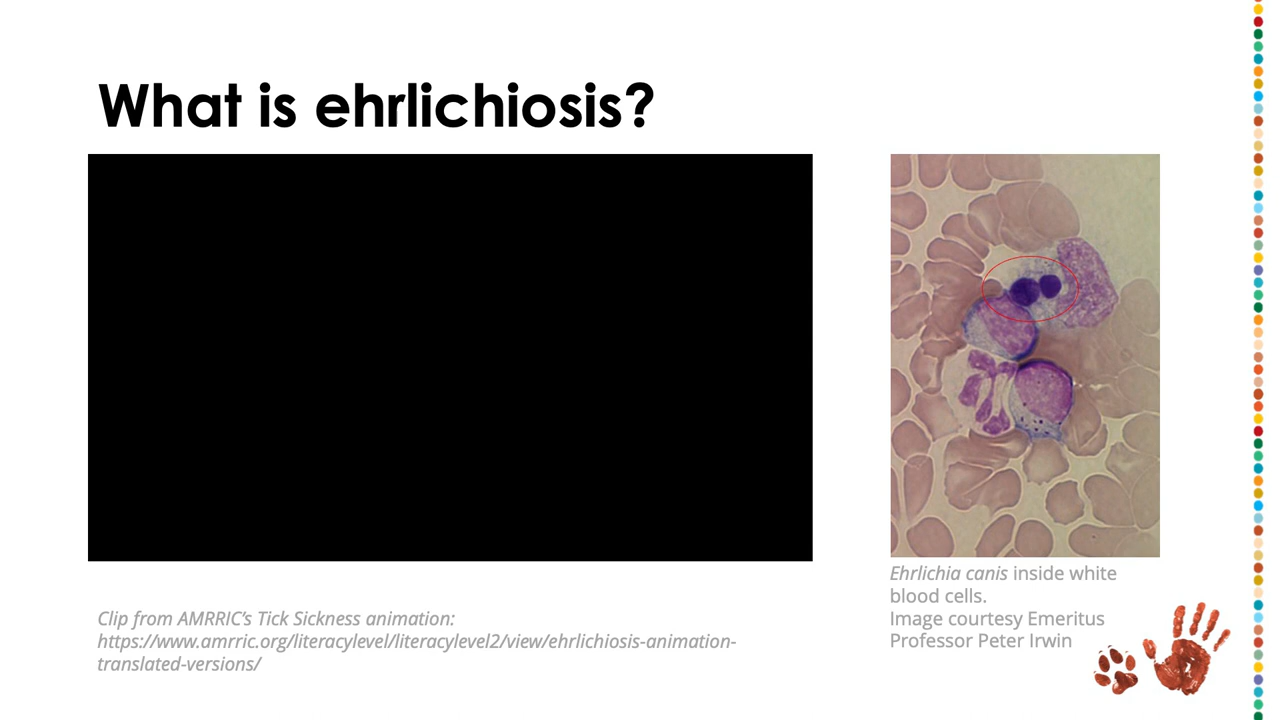 What is ehrlichiosis?
Clip from AMRRIC’s Tick Sickness animation:
https://www.amrric.org/literacylevel/literacylevel2/view/ehrlichiosis-animation-
translated-versions/
Ehrlichia canis inside white
blood cells.
Image courtesy Emeritus
Professor Peter Irwin